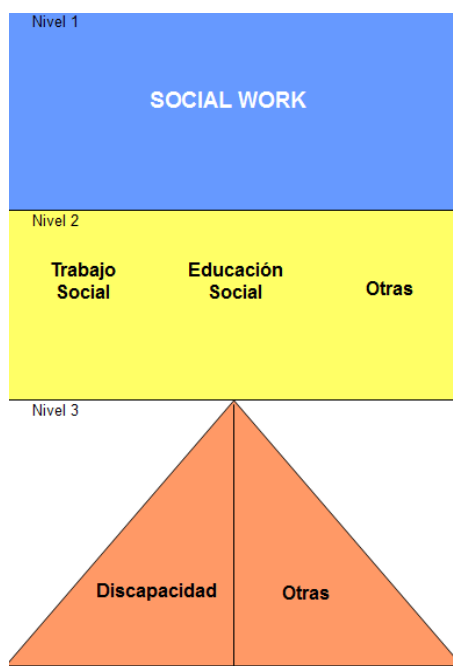 Nivel 1
SOCIAL WORK
Nivel 2
Trabajo
Social
Educación
Social
Otras
Nivel 3
Discapacidad
Otras